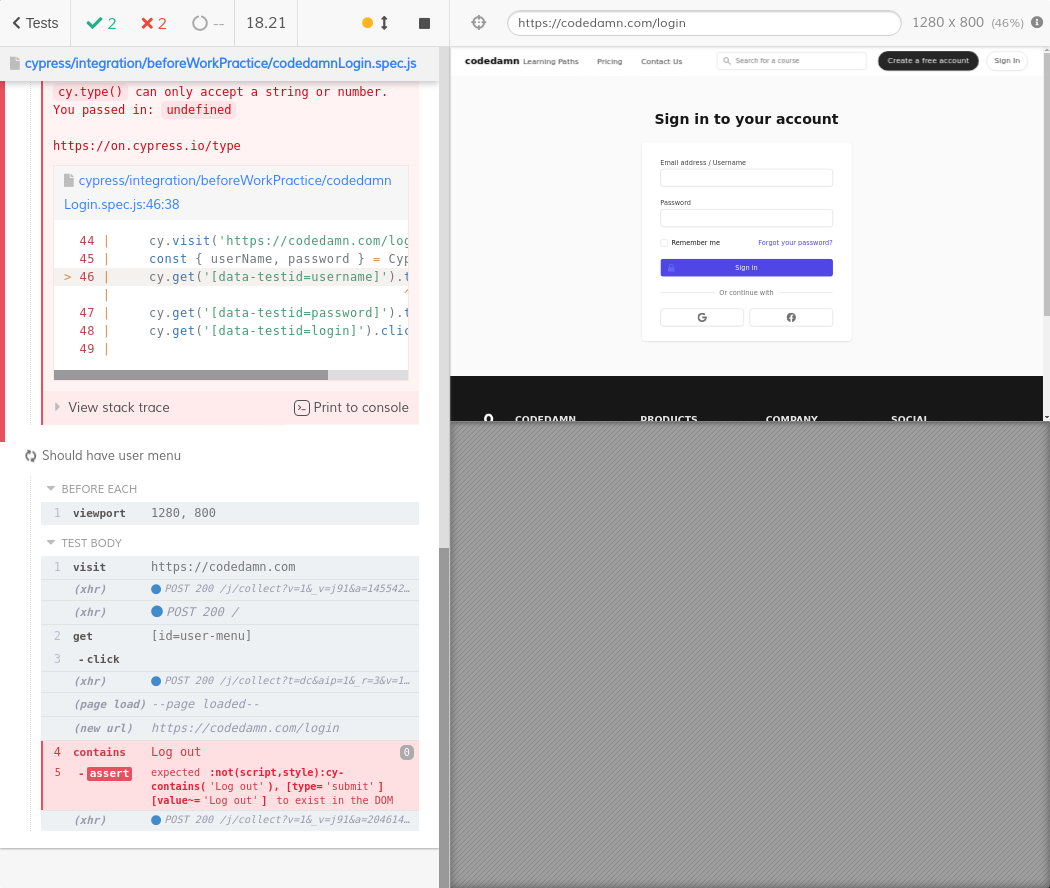 Tests
2
2
--
18.21
https://codedamn.com/login
1280 x 800 (46%)
cypress/integration/beforeWorkPractice/codedamnLogin.spec.js
cy.type() can only accept a string or number.
You passed in: undefined
https://on.cypress.io/type
cypress/integration/beforeWorkPractice/codedamn
Login.spec.js:46:38
44 | cy.visit('https://codedamn.com/log
45 | const { userName, password } = Cyp
> 46 | cy.get('[data-testid=username]').t
| ^
47 | cy.get('[data-testid=password]').t
48 | cy.get('[data-testid=login]').clic
49 |
View stack trace
Print to console
Should have user menu
BEFORE EACH
1 viewport 1280, 800
TEST BODY
1 visit https://codedamn.com
(xhr) POST 200 /j/collect?v=1&_v=j91&a=145542…
(xhr) POST 200 /
2 get [id=user-menu]
3 -click
(xhr) POST 200 /j/collect?t=dc&aip=1&_r=3&v=1…
(page load) --page loaded--
(new url) https://codedamn.com/login
4 contains Log out 0
5 -assert expected :not(script,style):cy-
contains('Log out'), [type='submit']
[value~='Log out'] to exist in the DOM
(xhr) POST 200 /j/collect?v=1&_v=j91&a=204614…
codedamn Learning Paths Pricing Contact Us Search for a course Create a free account Sign In
Sign in to your account
Email address / Username
Password
Remember me Forgot your password?
Sign in
Or continue with
G
CODEDAMN PRODUCTS COMPANY SOCIAL